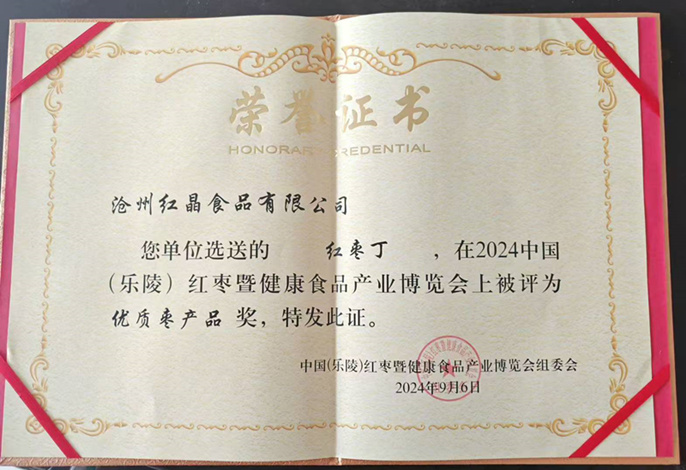 荣誉证书
HONORAR CREDENTIAL
沧州红晶食品有限公司
您单位选送的 红枣丁 ，在2024中国
(乐陵）红枣暨健康食品产业博览会上被评为
优质枣产品 奖，特发此证。
中国(乐陵)红枣暨健康食品产业博览会组委会
2024年9月6日